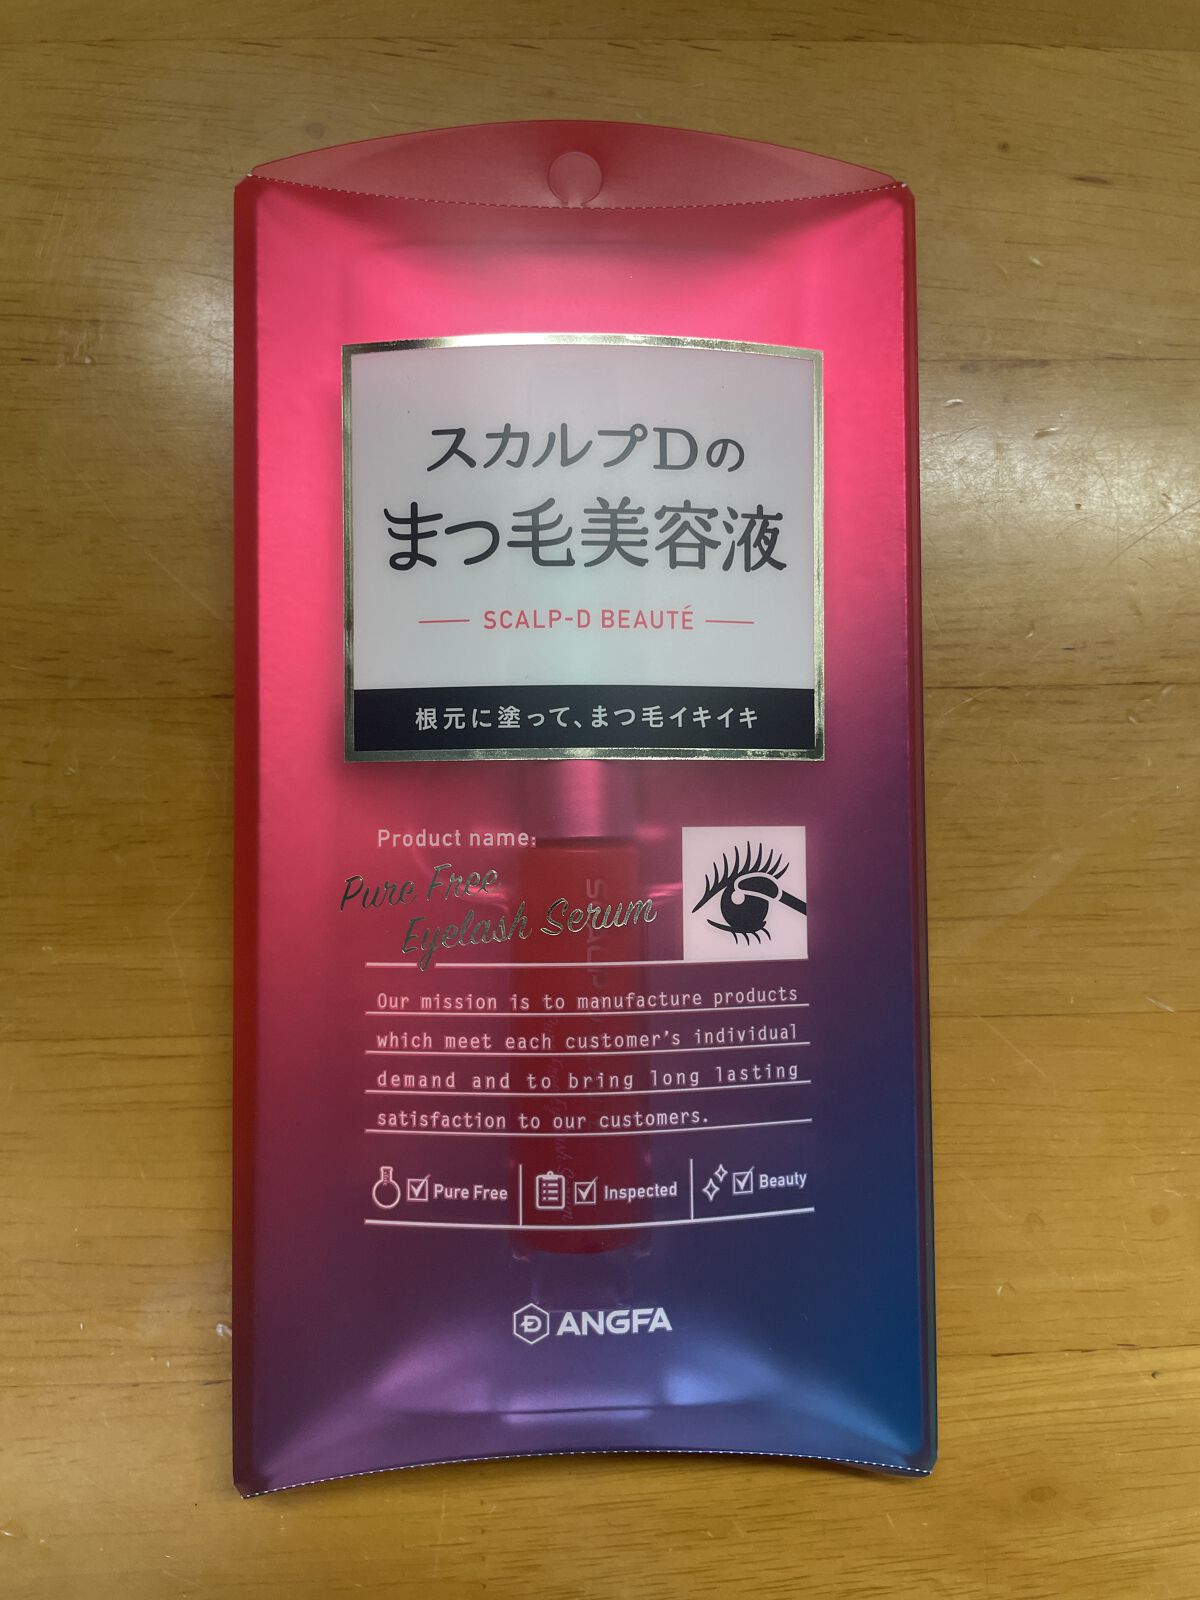 スカルプDの
まつ毛美容液
SCALP-D BEAUTÉ
根元に塗って、まつ毛イキイキ
Product name:
Pure Free
Eyelash Serum
Our mission is to manufacture products
which meet each customer's individual
demand and to bring long lasting
satisfaction to our customers.
Pure Free
Inspected
Beauty
ANGFA